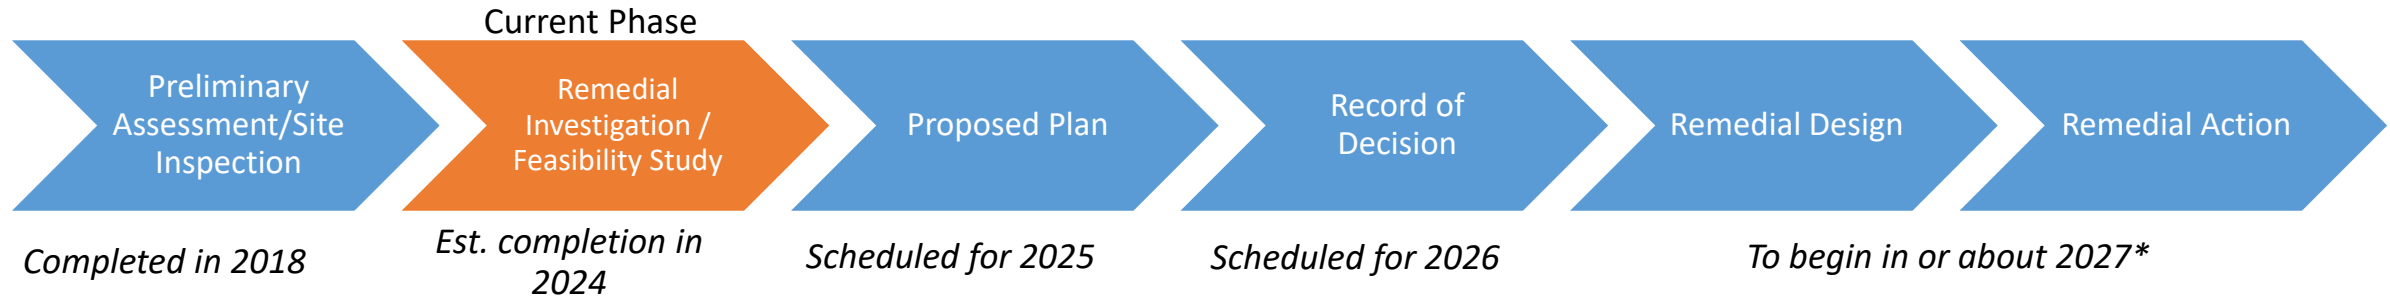 Current Phase
Preliminary
Assessment/Site
Inspection
Remedial
Investigation /
Feasibility Study
Proposed Plan
Record of
Decision
Remedial Design
Remedial Action
Completed in 2018
Est. completion in
2024
Scheduled for 2025
Scheduled for 2026
To begin in or about 2027*